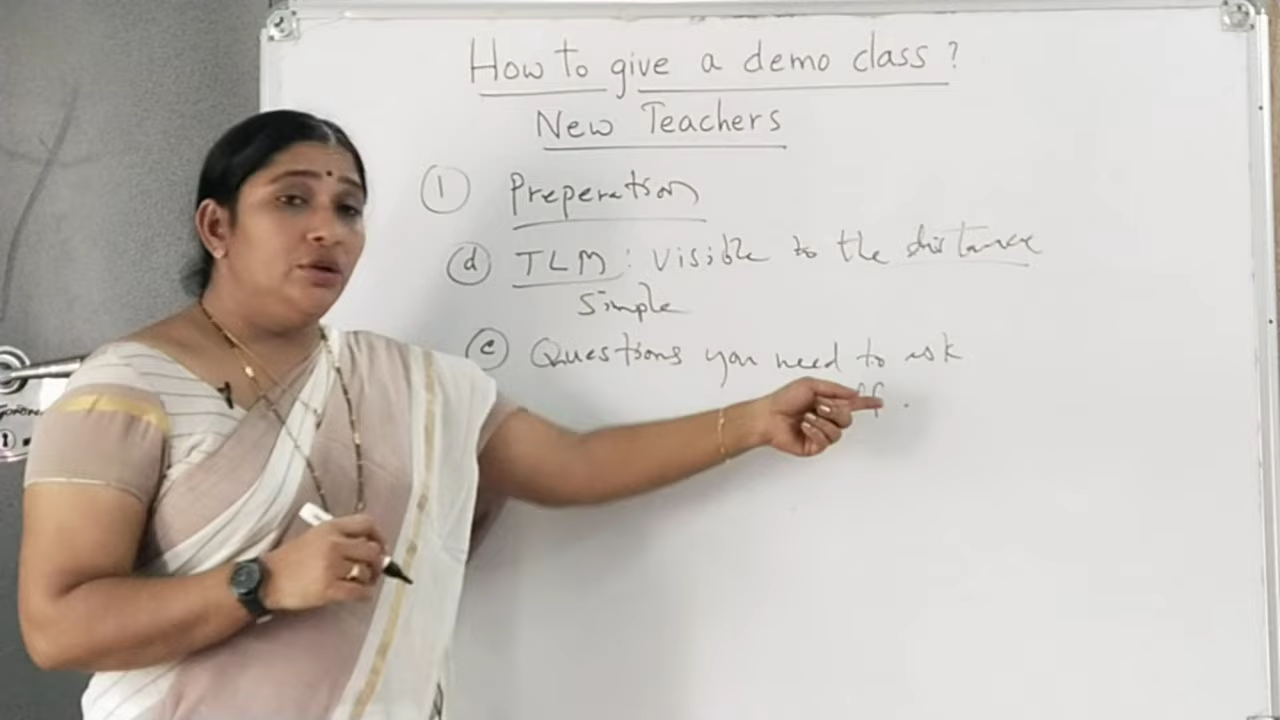 How to give a demo class?
New Teachers
① Preperation
ⓓ TLM: visible to the distance
Simple
ⓔ Questions you need to ask